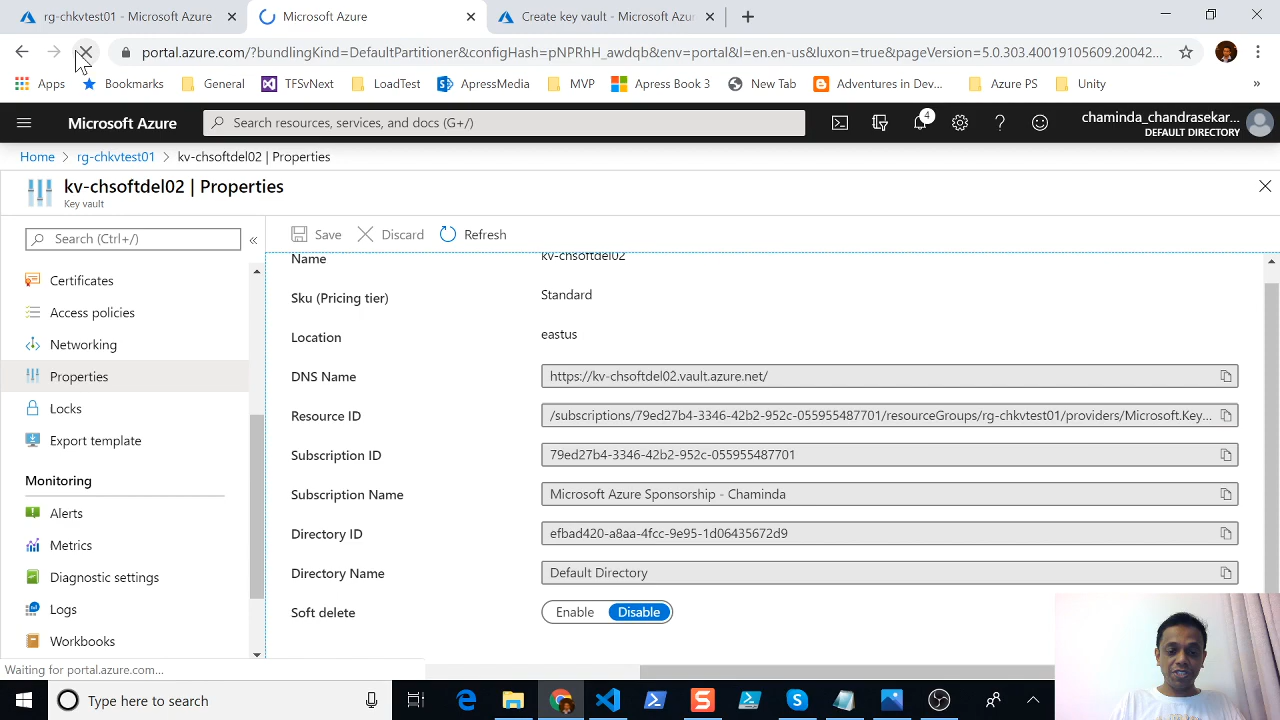 rg-chkvtest01 - Microsoft Azure
Microsoft Azure
Create key vault - Microsoft Azur
portal.azure.com/?bundlingKind=DefaultPartitioner&configHash=pNPRhH_awdqb&env=portal&l=en.en-us&luxon=true&pageVersion=5.0.303.40019105609.20042...
Apps
Bookmarks
General
TFSvNext
LoadTest
ApressMedia
MVP
Apress Book 3
New Tab
Adventures in Dev...
Azure PS
Unity
»
Microsoft Azure
Search resources, services, and docs (G+/)
4
chaminda_chandrasekar...
DEFAULT DIRECTORY
Home > rg-chkvtest01 > kv-chsoftdel02 | Properties
kv-chsoftdel02 | Properties
Key vault
Search (Ctrl+/)
«
Save
Discard
Refresh
Certificates
Access policies
Networking
Properties
Locks
Export template
Monitoring
Alerts
Metrics
Diagnostic settings
Logs
Workbooks
Name kv-chsoftdel02
Sku (Pricing tier) Standard
Location eastus
DNS Name https://kv-chsoftdel02.vault.azure.net/
Resource ID /subscriptions/79ed27b4-3346-42b2-952c-055955487701/resourceGroups/rg-chkvtest01/providers/Microsoft.Key...
Subscription ID 79ed27b4-3346-42b2-952c-055955487701
Subscription Name Microsoft Azure Sponsorship - Chaminda
Directory ID efbad420-a8aa-4fcc-9e95-1d06435672d9
Directory Name Default Directory
Soft delete Enable Disable
Waiting for portal.azure.com...
Type here to search